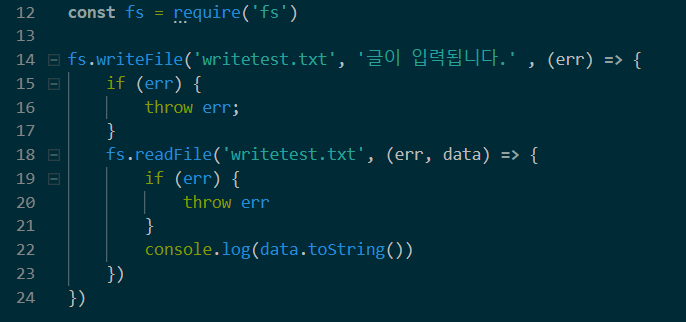 12 const fs = require('fs')
13
14 fs.writeFile('writetest.txt', '글이 입력됩니다.' , (err) => {
15     if (err) {
16         throw err;
17     }
18     fs.readFile('writetest.txt', (err, data) => {
19         if (err) {
20             throw err
21         }
22         console.log(data.toString())
23     })
24 })